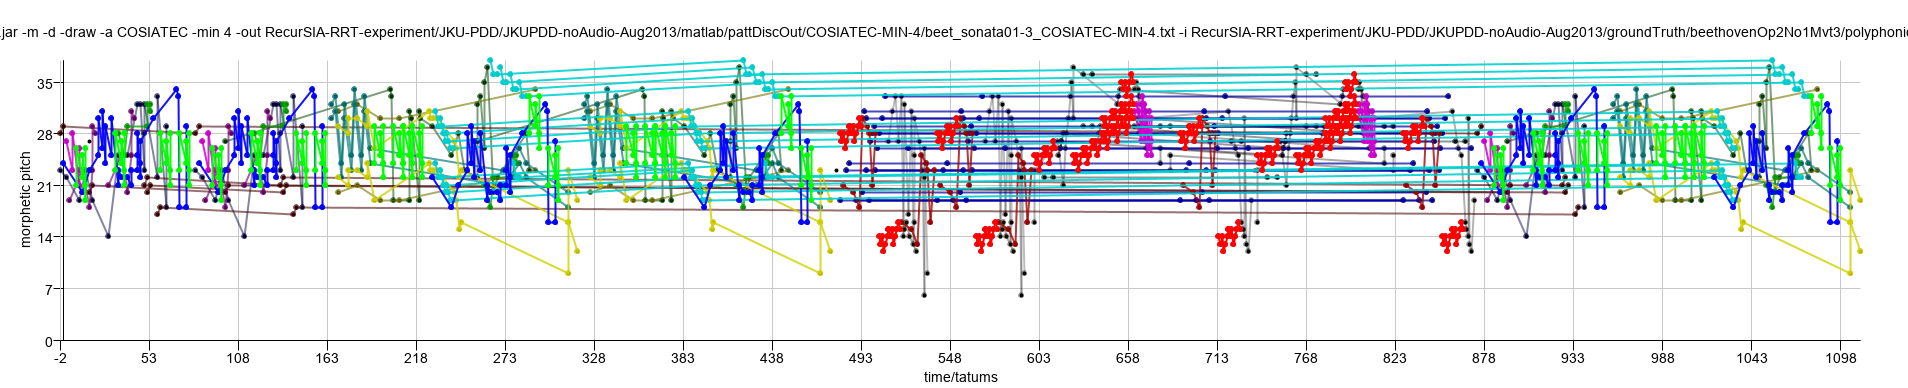 .jar -m -d -draw -a COSIATEC -min 4 -out RecurSIA-RRT-experiment/JKU-PDD/JKUPDD-noAudio-Aug2013/matlab/pattDiscOut/COSIATEC-MIN-4/beet_sonata01-3_COSIATEC-MIN-4.txt -i RecurSIA-RRT-experiment/JKU-PDD/JKUPDD-noAudio-Aug2013/groundTruth/beethovenOp2No1Mvt3/polyphonic
35
28
21
14
7
0
morphetic pitch
-2 53 108 163 218 273 328 383 438 493 548 603 658 713 768 823 878 933 988 1043 1098
time/tatums